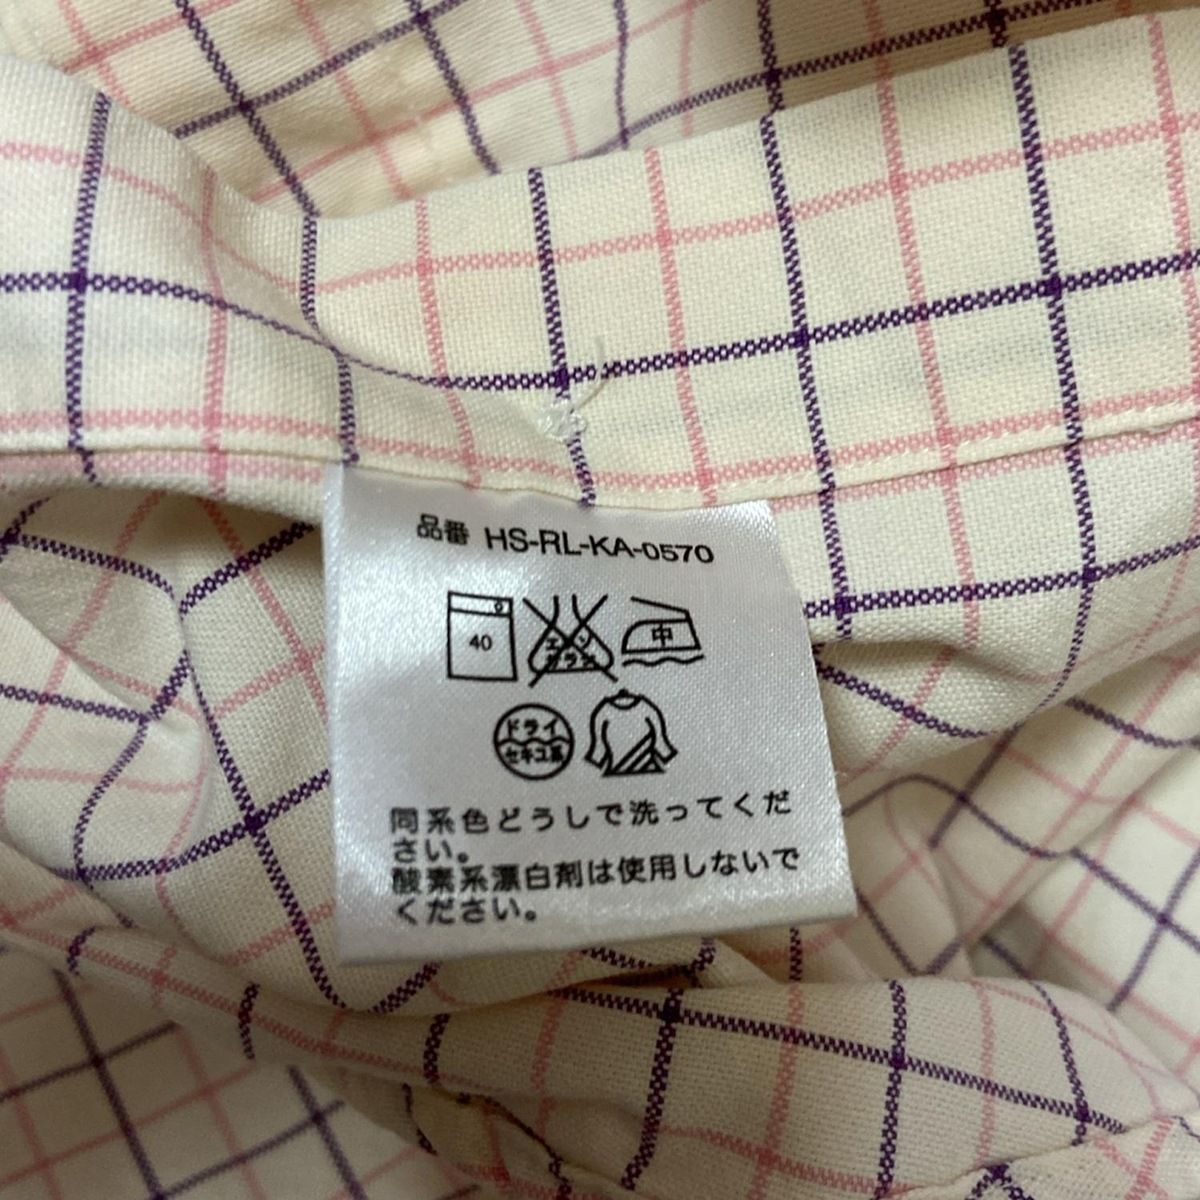 品番 HS-RL-KA-0570
40 エンソ サラシ 中
ドライ
セキユ系
同系色どうしで洗ってくだ
さい。
酸素系漂白剤は使用しないで
ください。